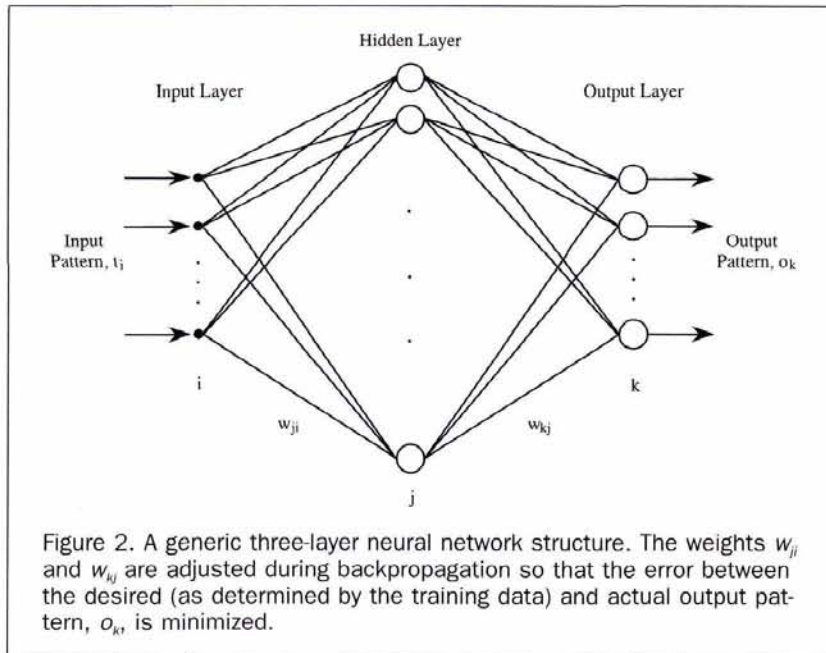 Hidden Layer
Input Layer
Output Layer
Input
Pattern, tᵢ
Output
Pattern, oₖ
i
k
wⱼᵢ
wₖⱼ
j
Figure 2. A generic three-layer neural network structure. The weights wⱼᵢ
and wₖⱼ are adjusted during backpropagation so that the error between
the desired (as determined by the training data) and actual output pat-
tern, oₖ, is minimized.